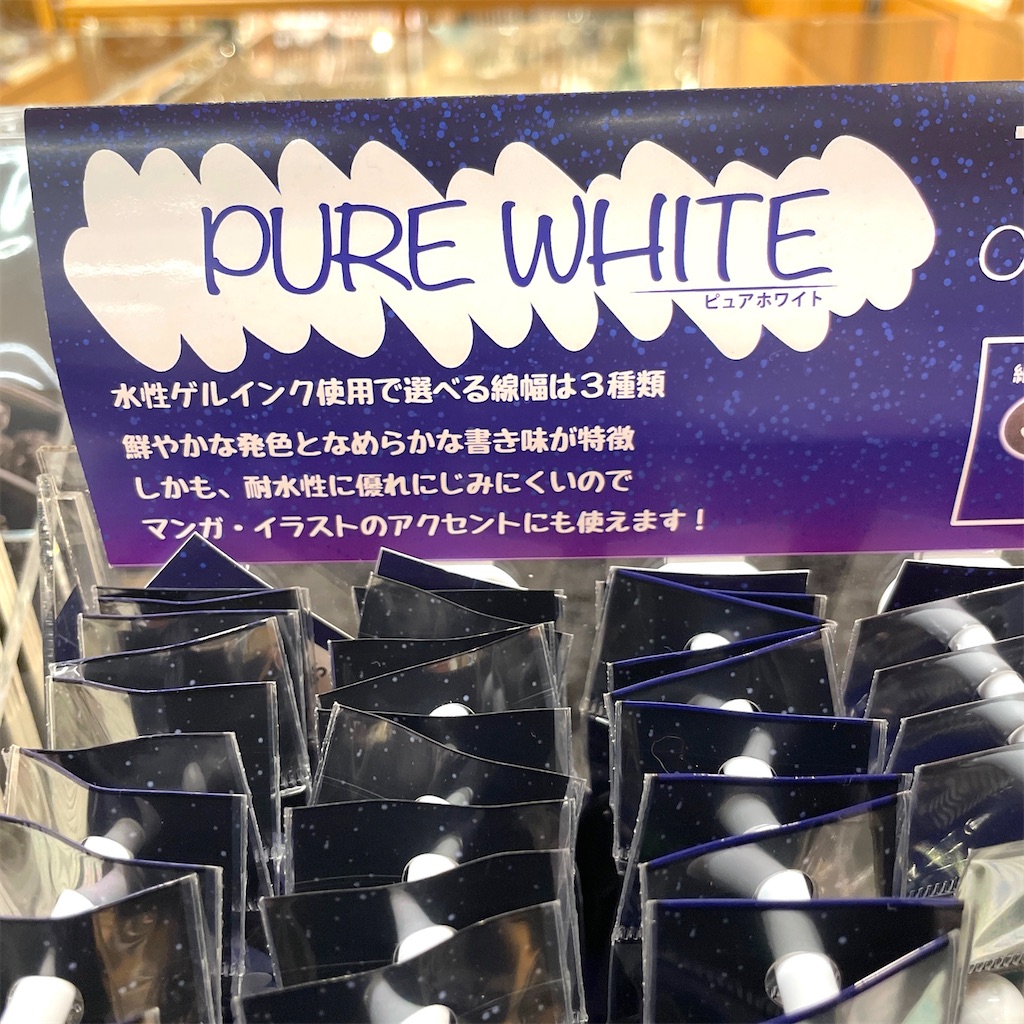 PURE WHITE
ピュアホワイト
水性ゲルインク使用で選べる線幅は3種類
鮮やかな発色となめらかな書き味が特徴
しかも、耐水性に優れにじみにくいので
マンガ・イラストのアクセントにも使えます！